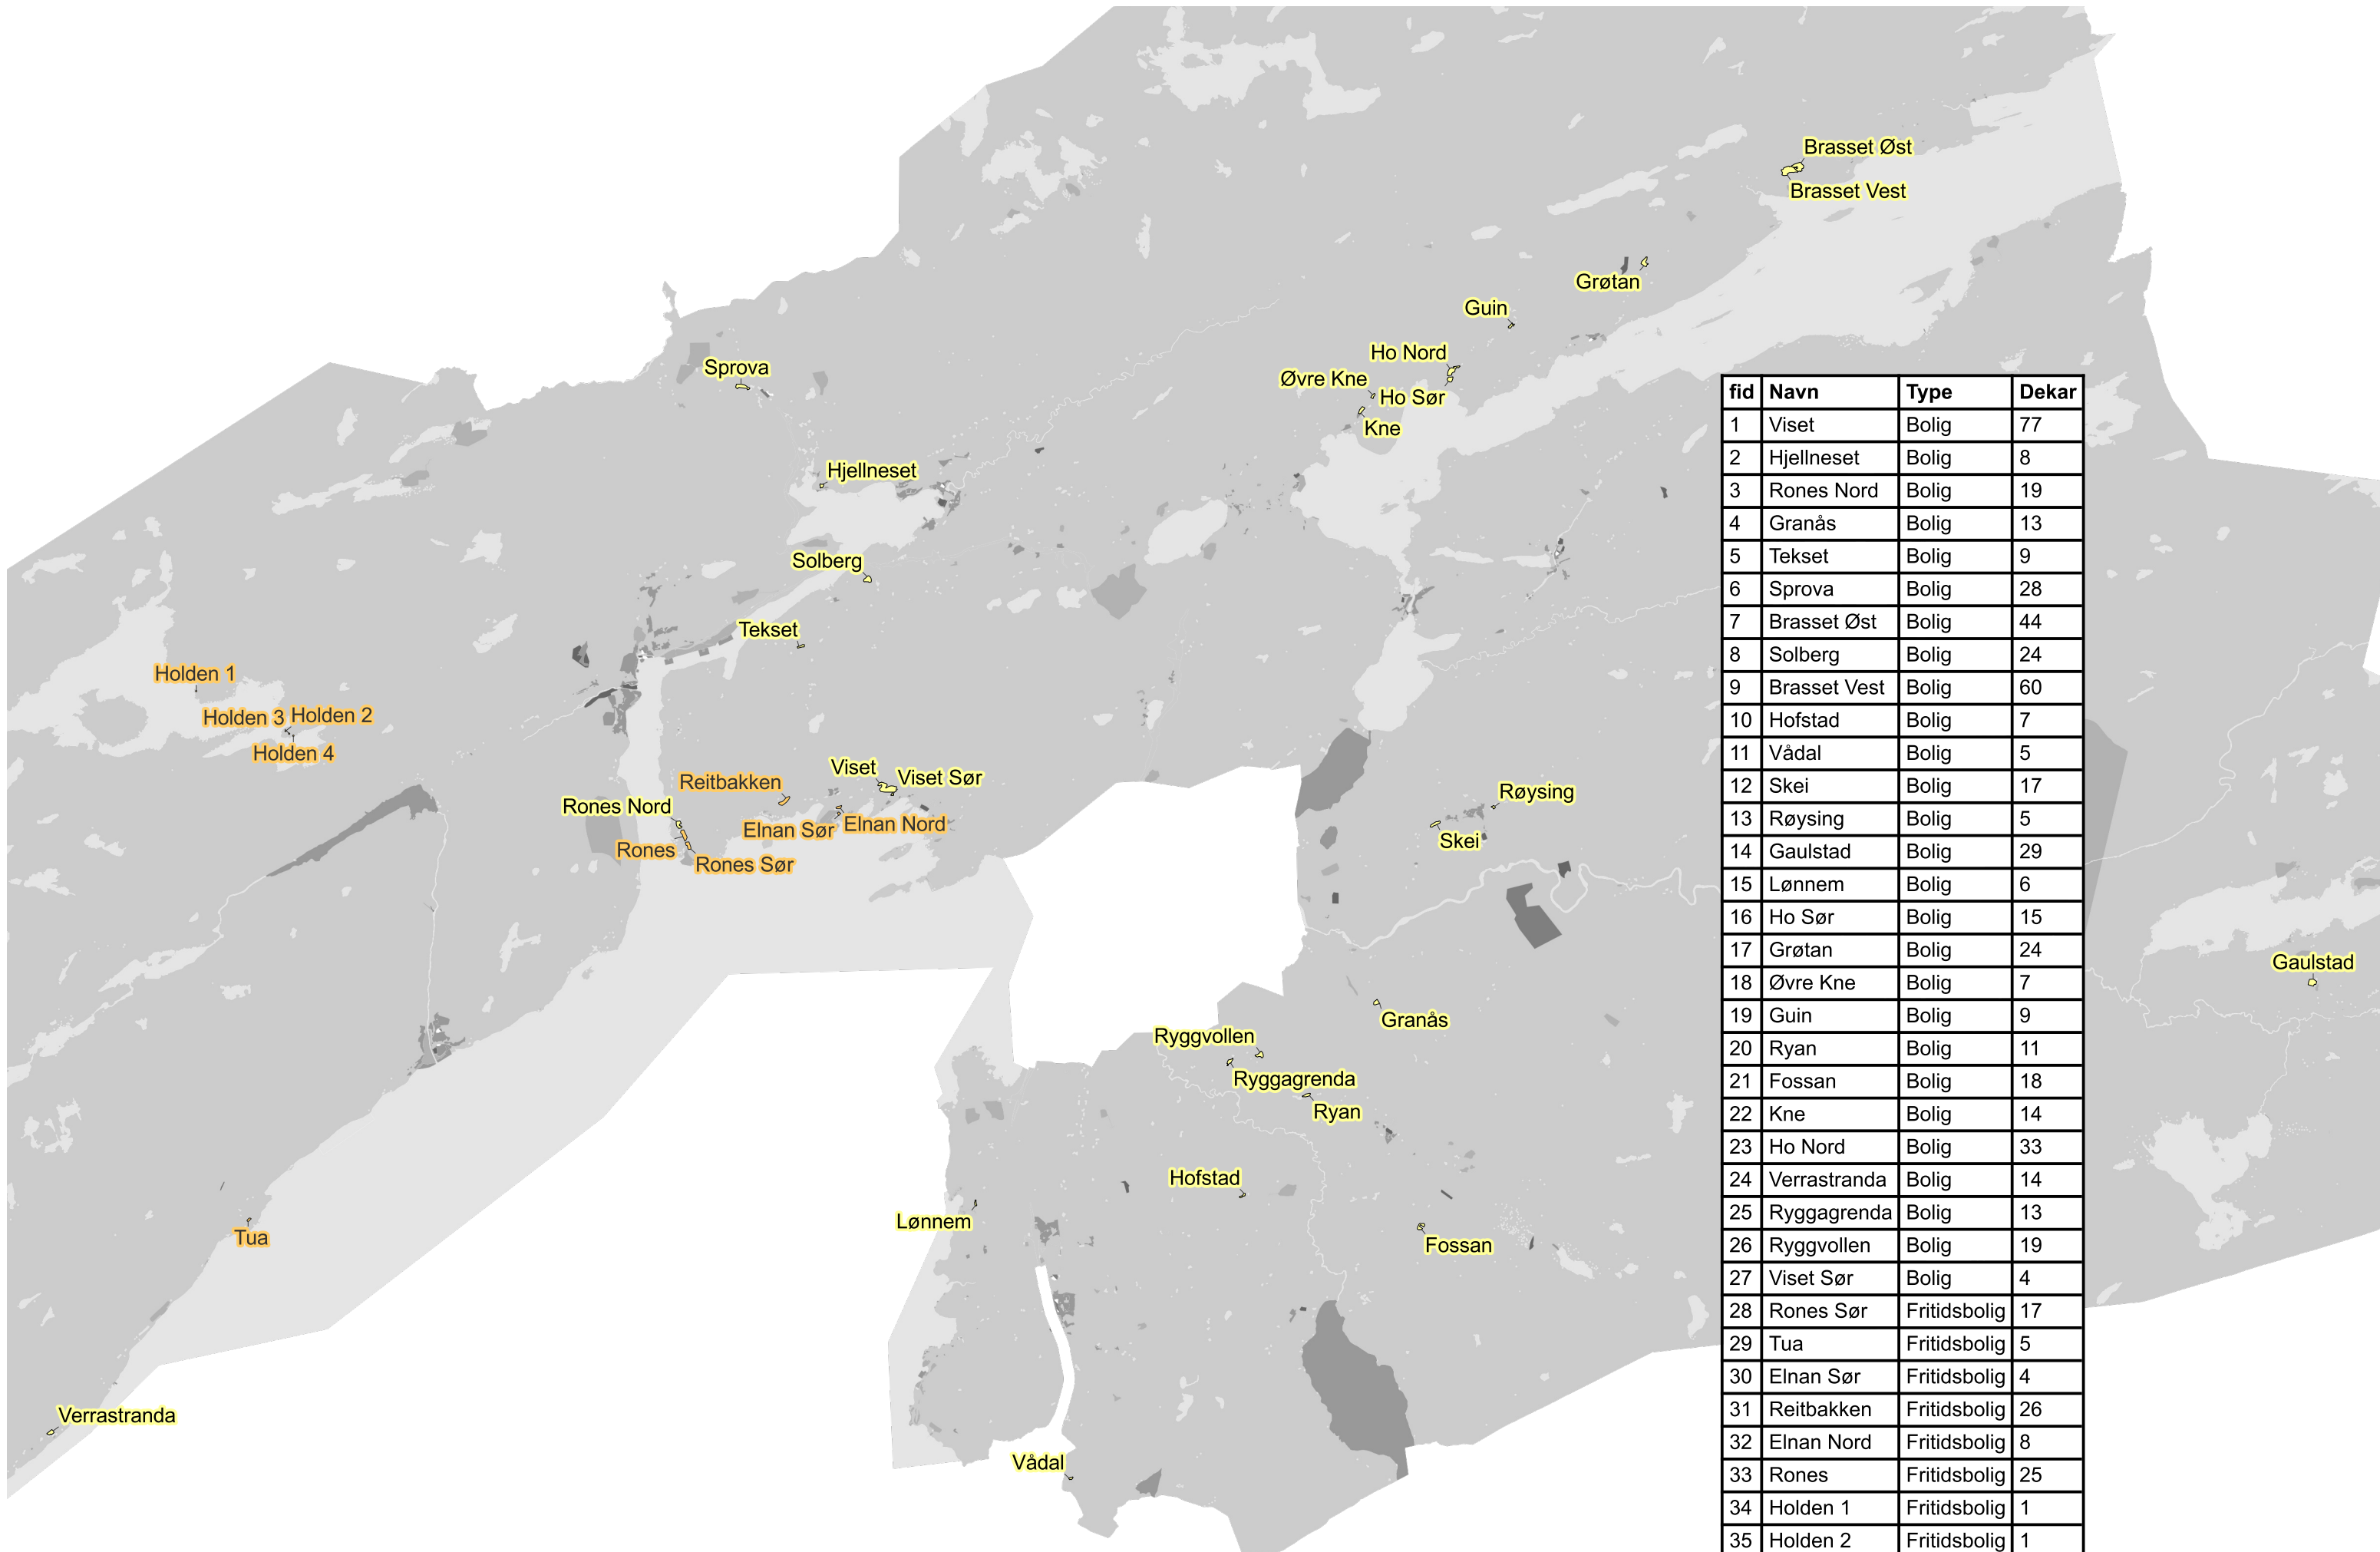 Brasset Øst
Brasset Vest
Grøtan
Guin
Ho Nord
Sprova
Øvre Kne
Ho Sør
Kne
Hjellneset
Solberg
Tekset
Holden 1
Holden 3 Holden 2
Holden 4
Viset
Viset Sør
Reitbakken
Røysing
Rones Nord
Elnan Sør
Elnan Nord
Skei
Rones
Rones Sør
Gaulstad
Granås
Ryggvollen
Ryggagrenda
Ryan
Hofstad
Lønnem
Tua
Fossan
Verrastranda
Vådal
fid Navn Type Dekar
1 Viset Bolig 77
2 Hjellneset Bolig 8
3 Rones Nord Bolig 19
4 Granås Bolig 13
5 Tekset Bolig 9
6 Sprova Bolig 28
7 Brasset Øst Bolig 44
8 Solberg Bolig 24
9 Brasset Vest Bolig 60
10 Hofstad Bolig 7
11 Vådal Bolig 5
12 Skei Bolig 17
13 Røysing Bolig 5
14 Gaulstad Bolig 29
15 Lønnem Bolig 6
16 Ho Sør Bolig 15
17 Grøtan Bolig 24
18 Øvre Kne Bolig 7
19 Guin Bolig 9
20 Ryan Bolig 11
21 Fossan Bolig 18
22 Kne Bolig 14
23 Ho Nord Bolig 33
24 Verrastranda Bolig 14
25 Ryggagrenda Bolig 13
26 Ryggvollen Bolig 19
27 Viset Sør Bolig 4
28 Rones Sør Fritidsbolig 17
29 Tua Fritidsbolig 5
30 Elnan Sør Fritidsbolig 4
31 Reitbakken Fritidsbolig 26
32 Elnan Nord Fritidsbolig 8
33 Rones Fritidsbolig 25
34 Holden 1 Fritidsbolig 1
35 Holden 2 Fritidsbolig 1